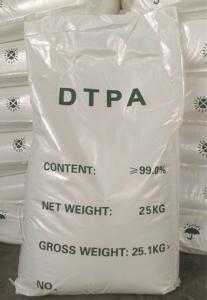 DTPA
CONTENT: ≥99.0%
NET WEIGHT: 25KG
GROSS WEIGHT: 25.1KG
NO.